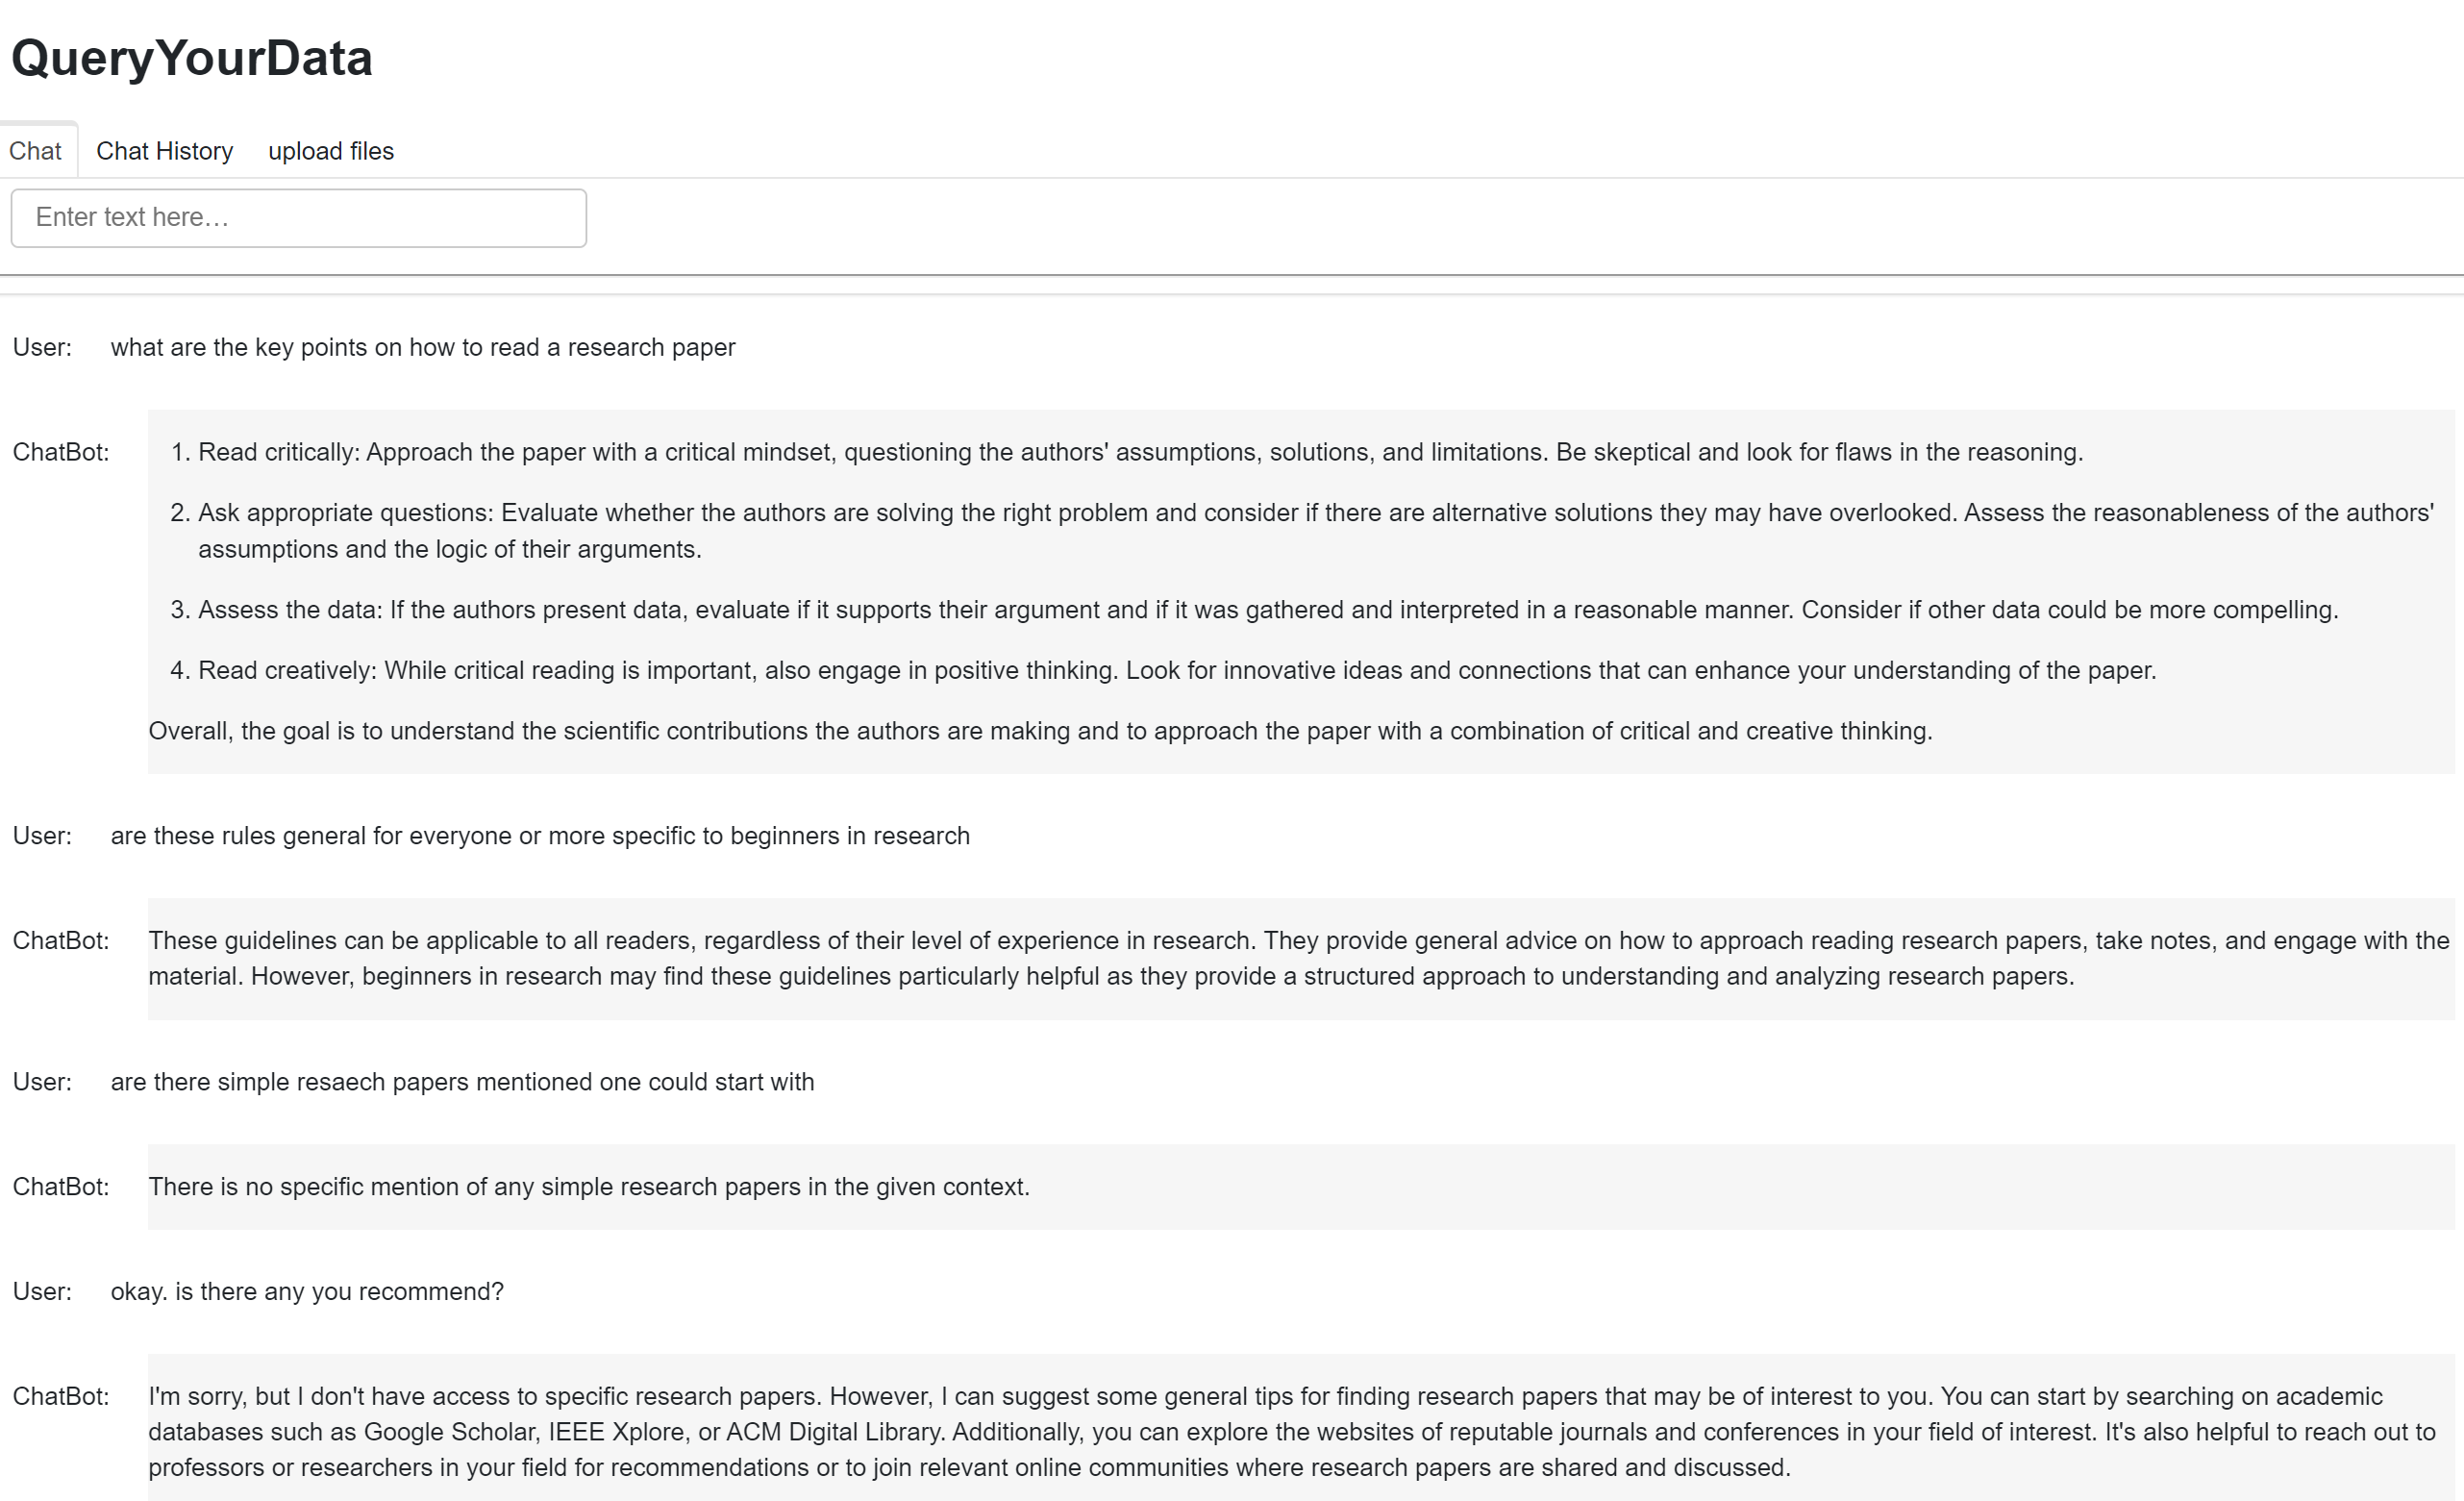 QueryYourData
Chat Chat History upload files
Enter text here…
User: what are the key points on how to read a research paper
ChatBot: 1. Read critically: Approach the paper with a critical mindset, questioning the authors' assumptions, solutions, and limitations. Be skeptical and look for flaws in the reasoning.
2. Ask appropriate questions: Evaluate whether the authors are solving the right problem and consider if there are alternative solutions they may have overlooked. Assess the reasonableness of the authors'
assumptions and the logic of their arguments.
3. Assess the data: If the authors present data, evaluate if it supports their argument and if it was gathered and interpreted in a reasonable manner. Consider if other data could be more compelling.
4. Read creatively: While critical reading is important, also engage in positive thinking. Look for innovative ideas and connections that can enhance your understanding of the paper.
Overall, the goal is to understand the scientific contributions the authors are making and to approach the paper with a combination of critical and creative thinking.
User: are these rules general for everyone or more specific to beginners in research
ChatBot: These guidelines can be applicable to all readers, regardless of their level of experience in research. They provide general advice on how to approach reading research papers, take notes, and engage with the
material. However, beginners in research may find these guidelines particularly helpful as they provide a structured approach to understanding and analyzing research papers.
User: are there simple resaech papers mentioned one could start with
ChatBot: There is no specific mention of any simple research papers in the given context.
User: okay. is there any you recommend?
ChatBot: I'm sorry, but I don't have access to specific research papers. However, I can suggest some general tips for finding research papers that may be of interest to you. You can start by searching on academic
databases such as Google Scholar, IEEE Xplore, or ACM Digital Library. Additionally, you can explore the websites of reputable journals and conferences in your field of interest. It's also helpful to reach out to
professors or researchers in your field for recommendations or to join relevant online communities where research papers are shared and discussed.